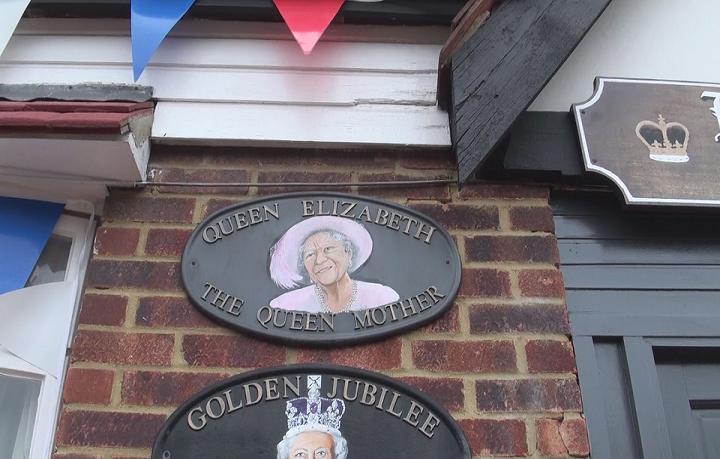 QUEEN ELIZABETH
THE QUEEN MOTHER
GOLDEN JUBILEE